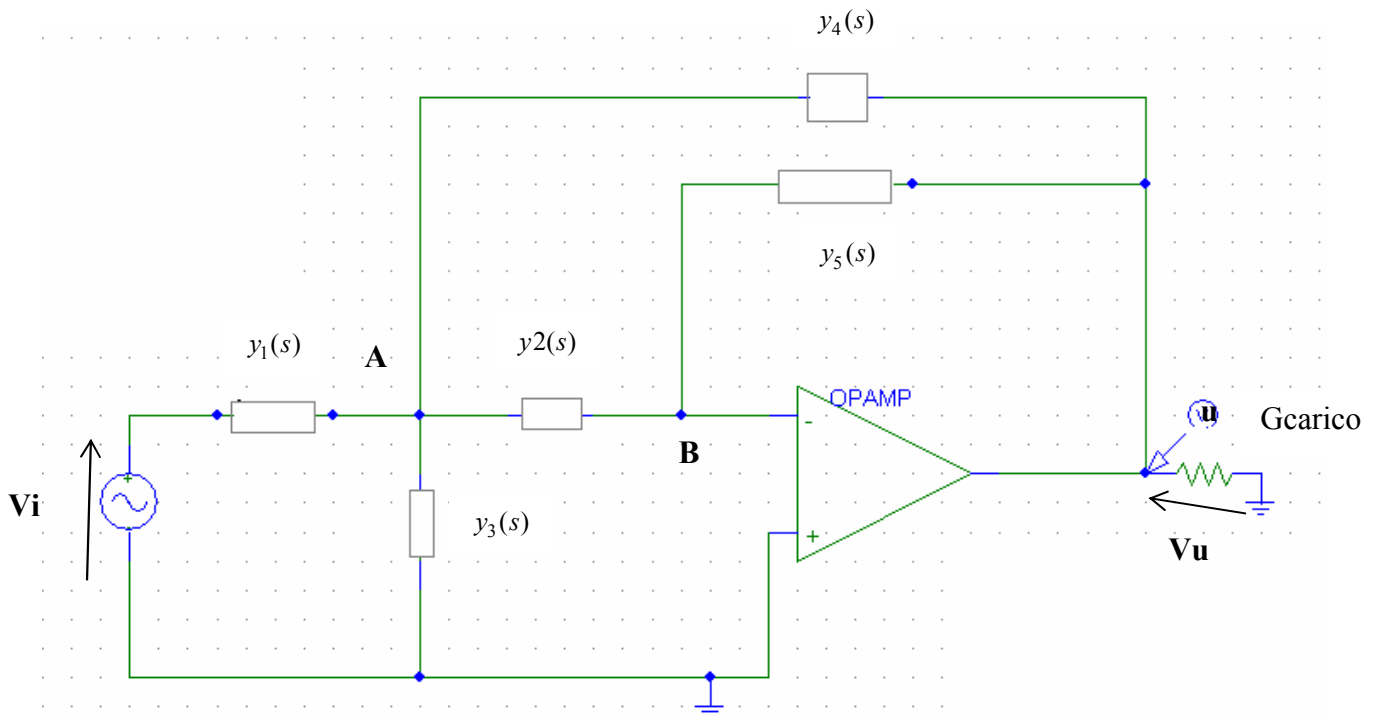 y₄(s)
y₅(s)
y₁(s)
A
y2(s)
OPAMP
u
Gcarico
-
B
+
Vi
y₃(s)
+
Vu